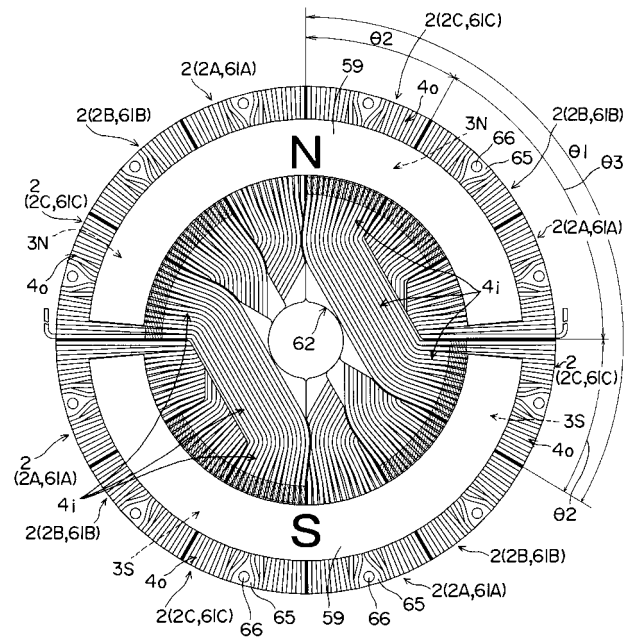 θ2
2(2C,61C)
2(2A,61A)
59
4o
3N
66
2(2B,61B)
65
2(2B,61B)
θ1
θ3
N
2
(2C,61C)
3N
2(2A,61A)
4o
4i
62
2
(2C,61C)
3S
4o
2
(2A,61A)
4i
θ2
2(2B,61B)
S
3S
2(2B,61B)
4o
2(2C,61C)
2(2A,61A)
66
65
59
66
65